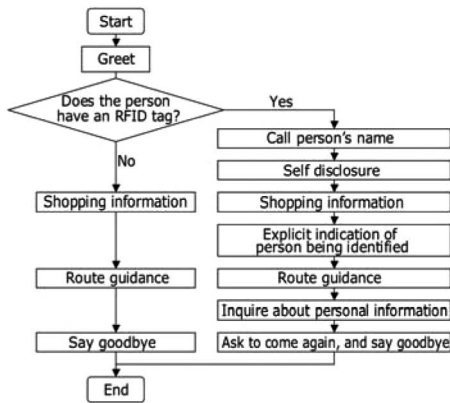 Start
Greet
Does the person
have an RFID tag?
Yes
No
Call person's name
Self disclosure
Shopping information
Shopping information
Explicit indication of
person being identified
Route guidance
Route guidance
Inquire about personal information
Say goodbye
Ask to come again, and say goodbye
End